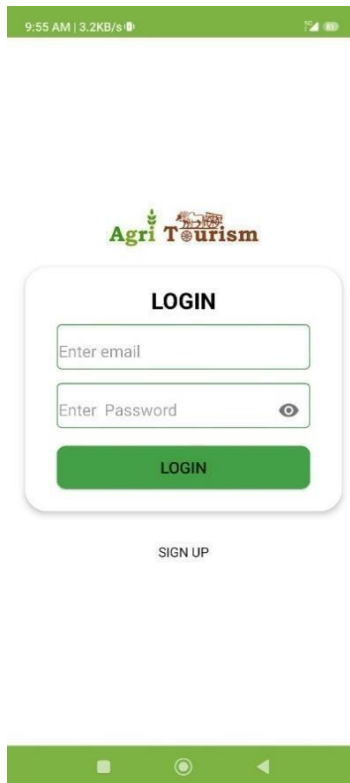 9:55 AM | 3.2KB/s
Agri Tourism
LOGIN
Enter email
Enter Password
LOGIN
SIGN UP